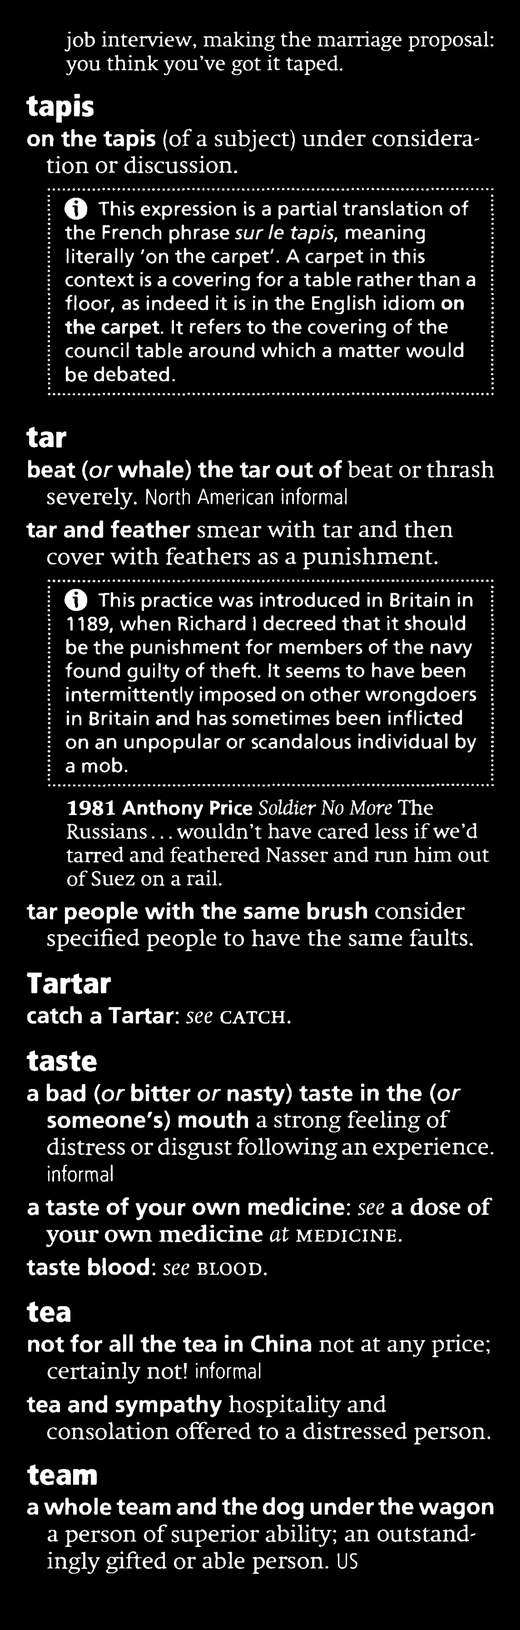 job interview, making the marriage proposal:
you think you've got it taped.
tapis
on the tapis (of a subject) under considera-
tion or discussion.
i This expression is a partial translation of
the French phrase sur le tapis, meaning
literally 'on the carpet'. A carpet in this
context is a covering for a table rather than a
floor, as indeed it is in the English idiom on
the carpet. It refers to the covering of the
council table around which a matter would
be debated.
tar
beat (or whale) the tar out of beat or thrash
severely. North American informal
tar and feather smear with tar and then
cover with feathers as a punishment.
i This practice was introduced in Britain in
1189, when Richard I decreed that it should
be the punishment for members of the navy
found guilty of theft. It seems to have been
intermittently imposed on other wrongdoers
in Britain and has sometimes been inflicted
on an unpopular or scandalous individual by
a mob.
1981 Anthony Price Soldier No More The
Russians... wouldn't have cared less if we'd
tarred and feathered Nasser and run him out
of Suez on a rail.
tar people with the same brush consider
specified people to have the same faults.
Tartar
catch a Tartar: see CATCH.
taste
a bad (or bitter or nasty) taste in the (or
someone's) mouth a strong feeling of
distress or disgust following an experience.
informal
a taste of your own medicine: see a dose of
your own medicine at MEDICINE.
taste blood: see BLOOD.
tea
not for all the tea in China not at any price;
certainly not! informal
tea and sympathy hospitality and
consolation offered to a distressed person.
team
a whole team and the dog under the wagon
a person of superior ability; an outstand-
ingly gifted or able person. US